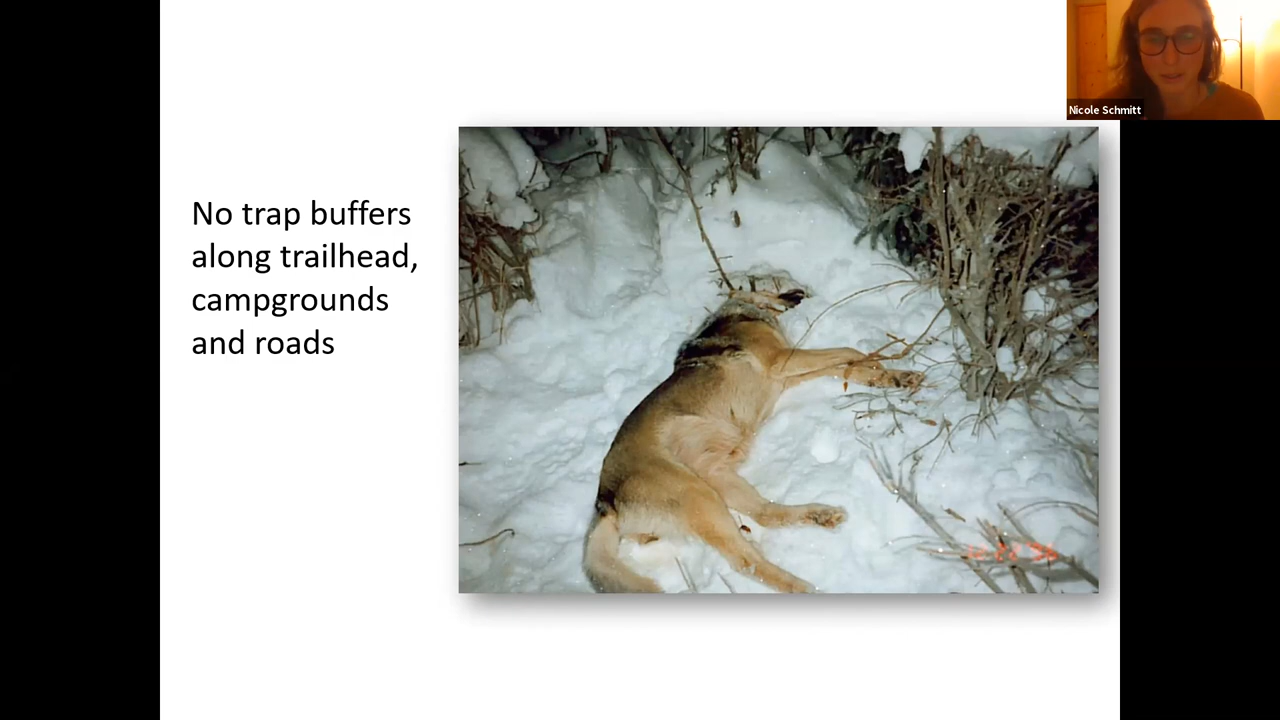 Nicole Schmitt
No trap buffers
along trailhead,
campgrounds
and roads